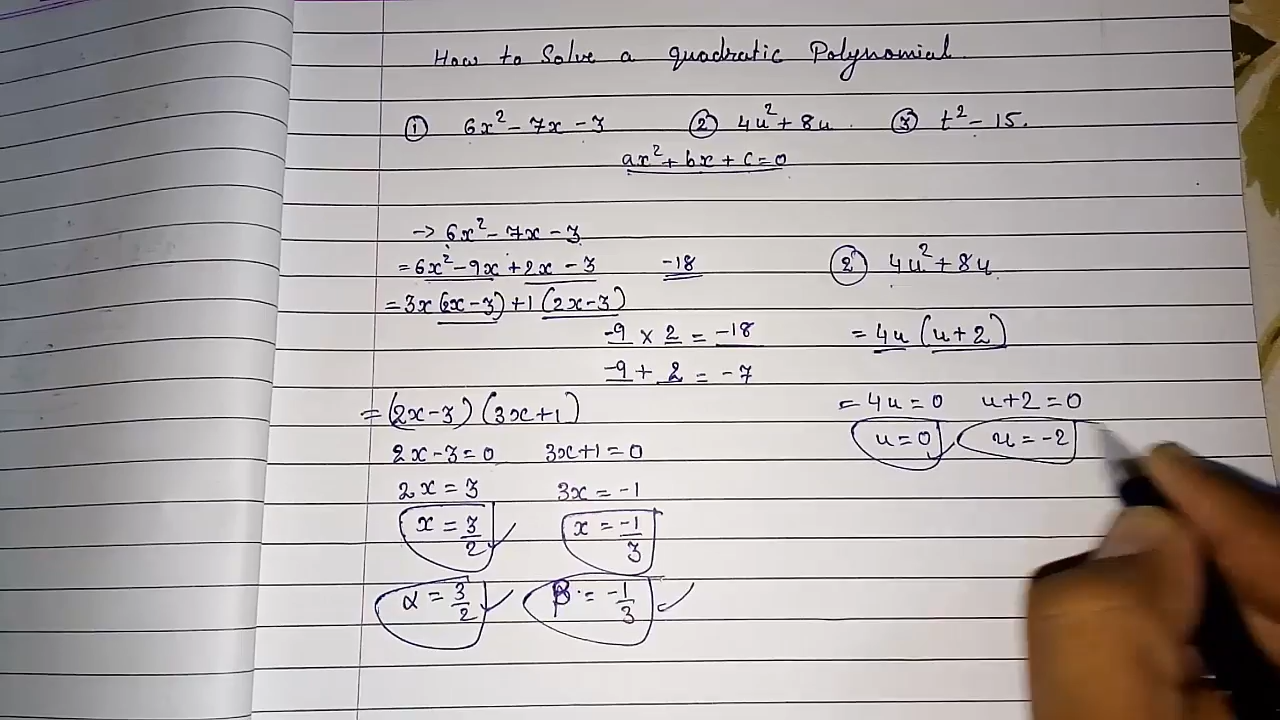 How to Solve a quadratic Polynomial.
① 6x² - 7x - 3 ② 4u² + 8u. ③ t² - 15.
ax² + bx + c = 0
→ 6x² - 7x - 3
= 6x² - 9x + 2x - 3 -18
= 3x(2x - 3) + 1(2x - 3)
-9 × 2 = -18
-9 + 2 = -7
= (2x - 3)(3x + 1)
2x - 3 = 0 3x + 1 = 0
2x = 3 3x = -1
x = 3/2 x = -1/3
α = 3/2 β = -1/3
② 4u² + 8u
= 4u(u + 2)
= 4u = 0 u + 2 = 0
u = 0 u = -2